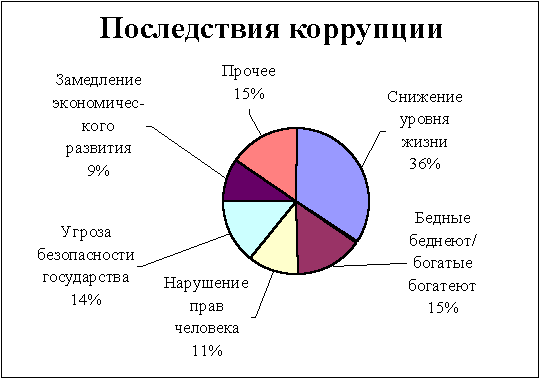 Последствия коррупции
Прочее
15%
Снижение
уровня
жизни
36%
Бедные
беднеют/
богатые
богатеют
15%
Нарушение
прав
человека
11%
Угроза
безопасности
государства
14%
Замедление
экономичес-
кого
развития
9%